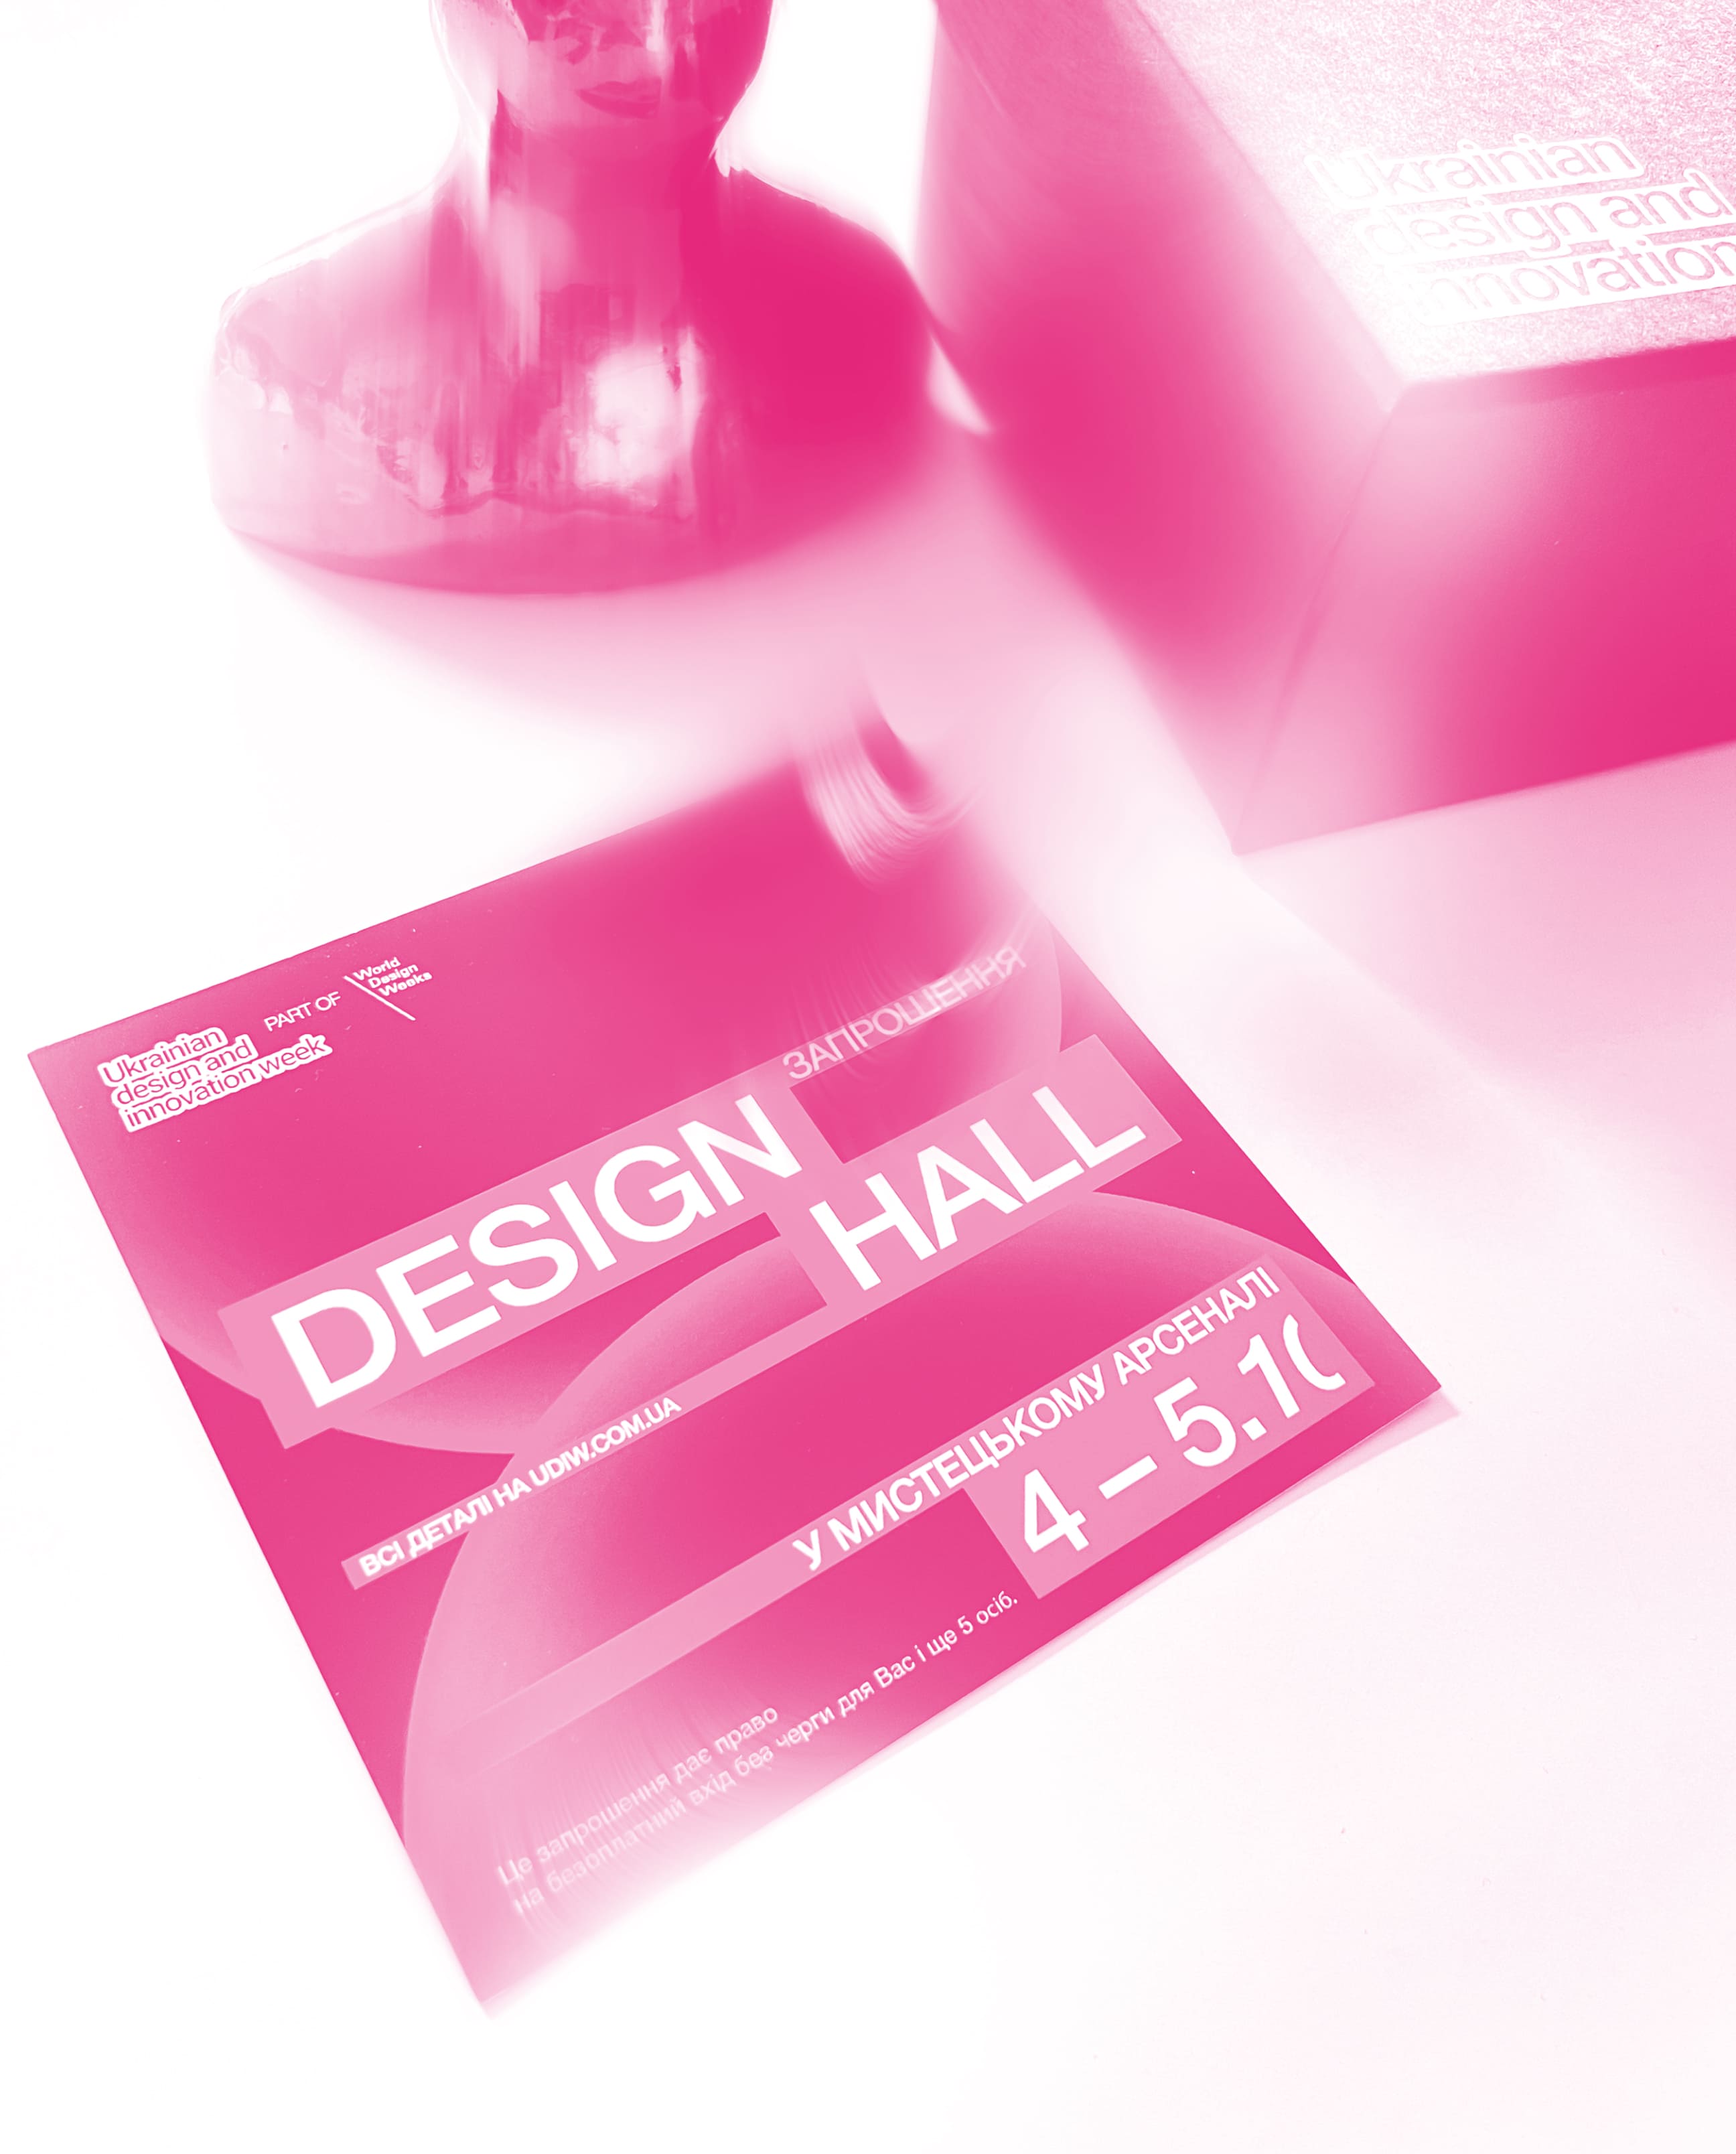 Ukrainian
design and
innovation
Ukrainian
design and
innovation week
PART OF
World
Design
Weeks
ЗАПРОШЕННЯ
DESIGN
HALL
ВСІ ДЕТАЛІ НА UDIW.COM.UA
У МИСТЕЦЬКОМУ АРСЕНАЛІ
4 – 5.10
Це запрошення дає право
на безоплатний вхід без черги для Вас і ще 5 осіб.